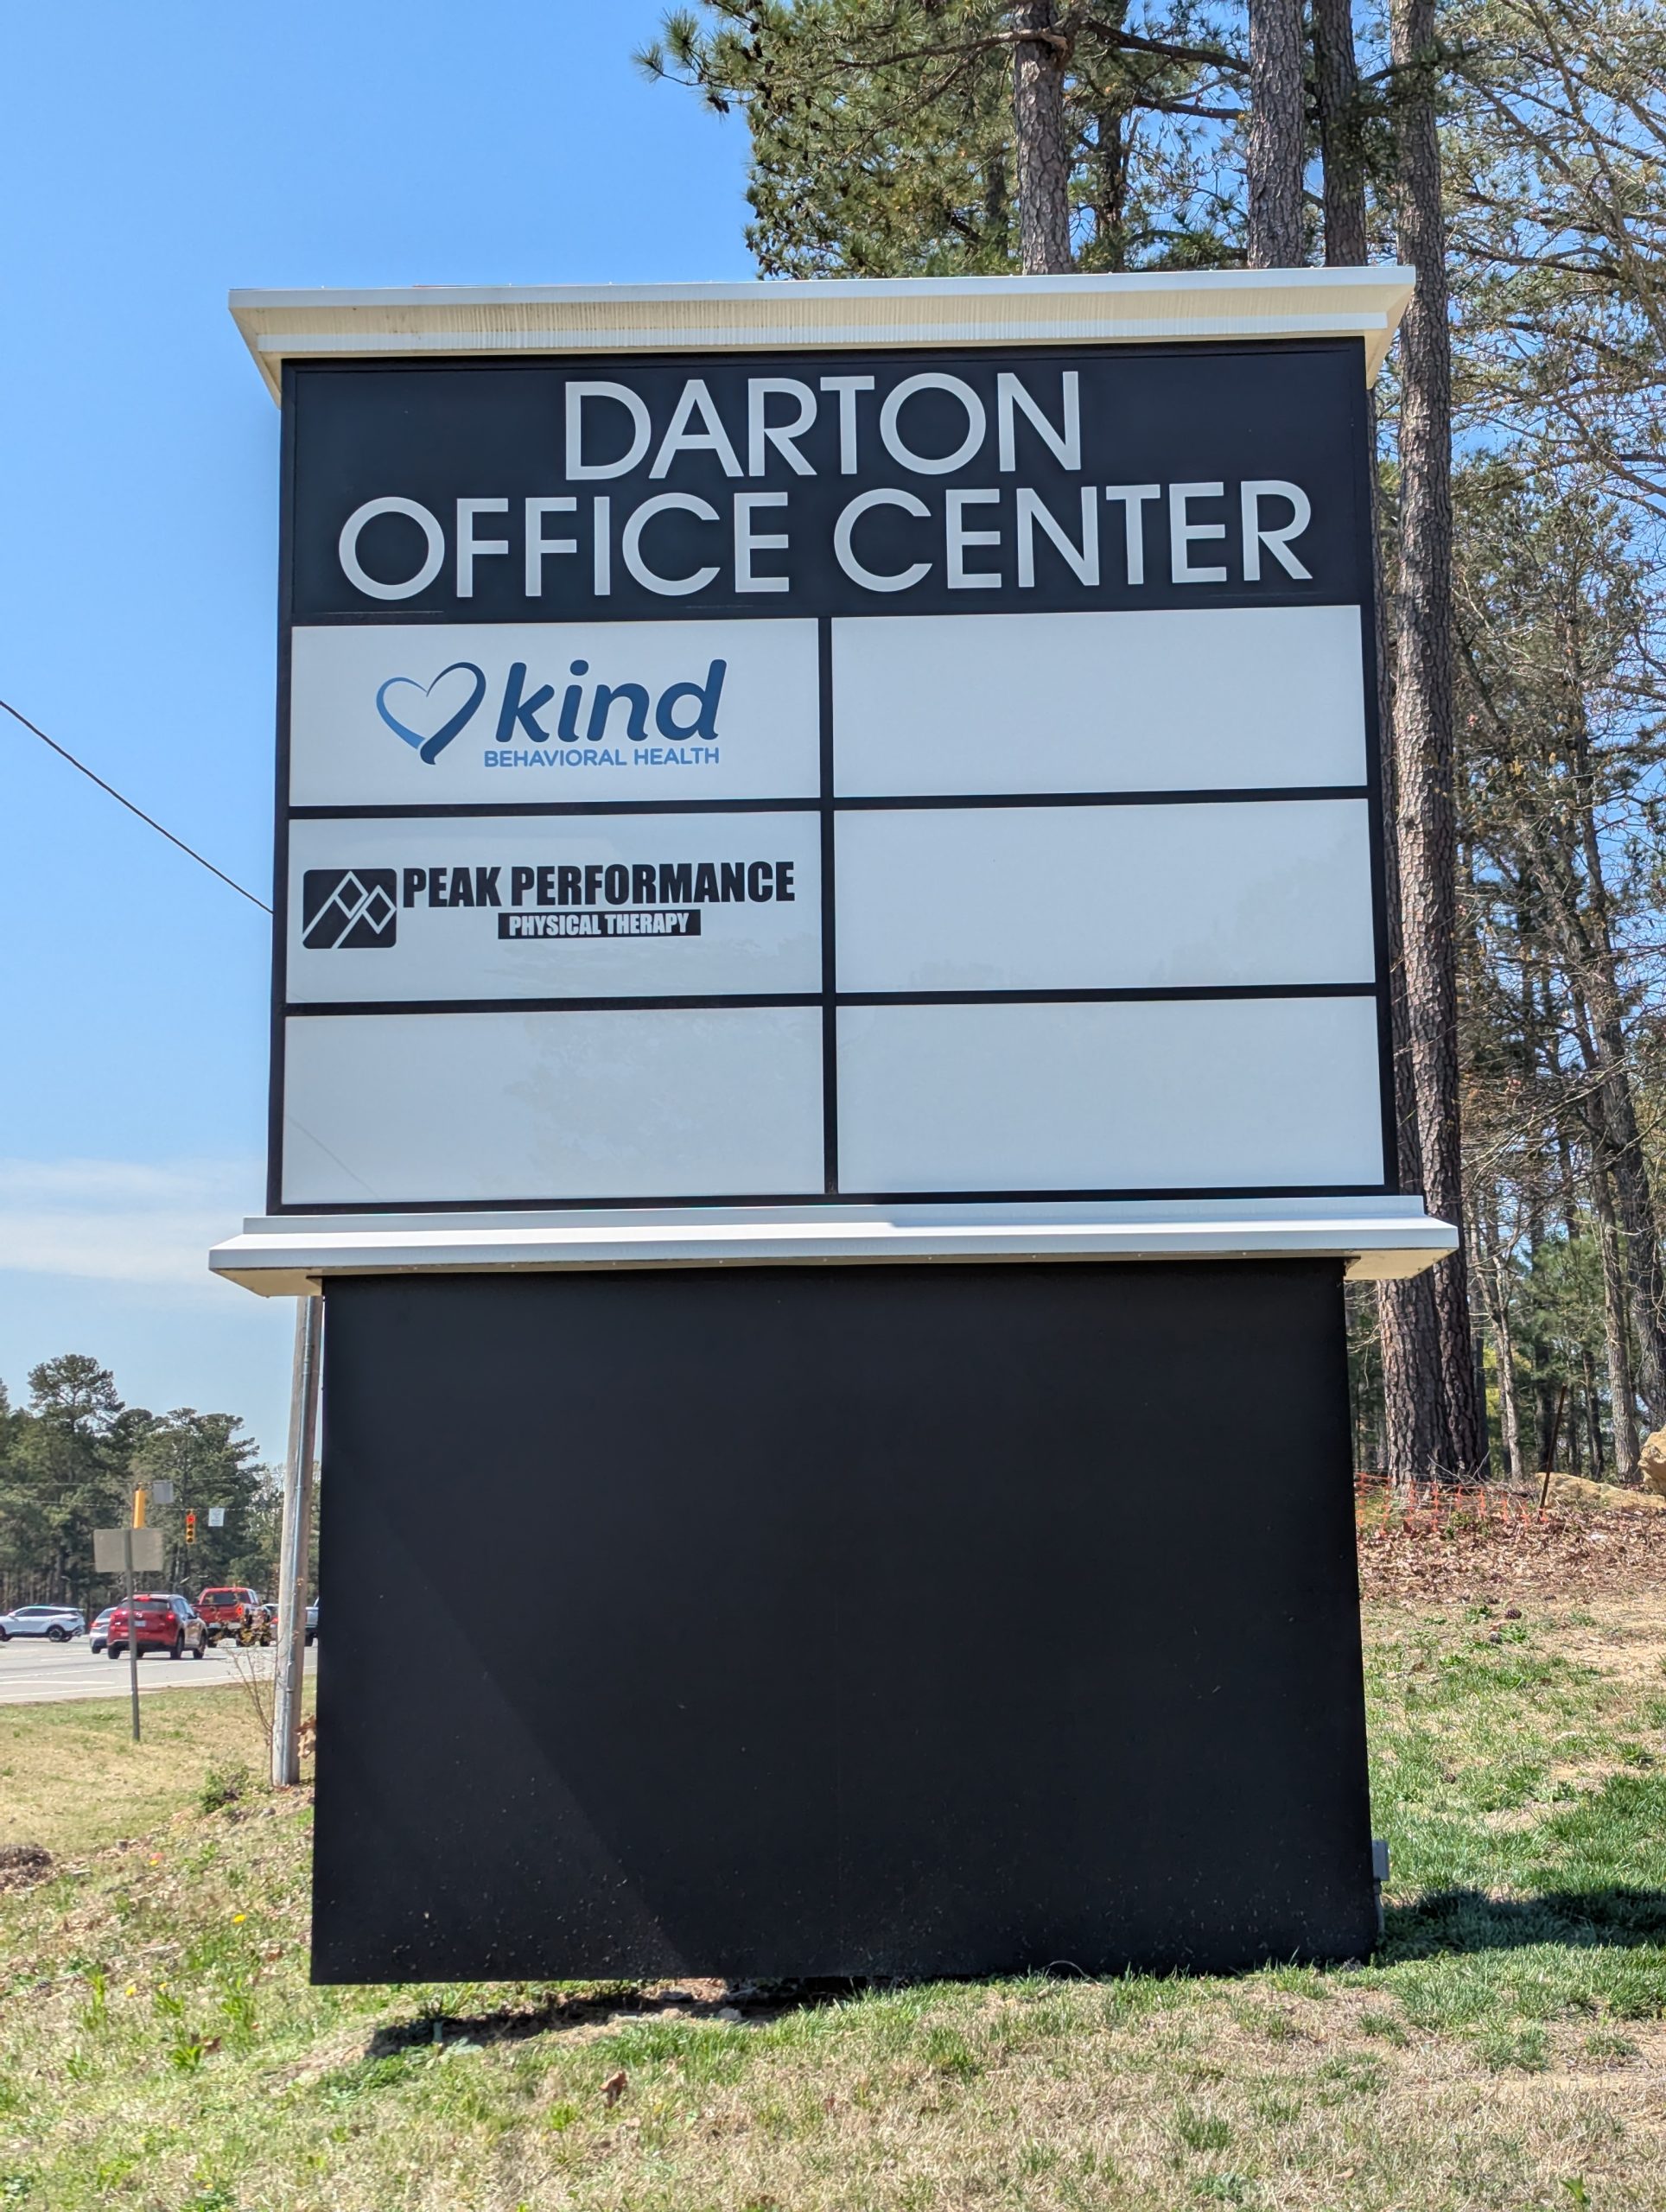 DARTON
OFFICE CENTER
kind
BEHAVIORAL HEALTH
PEAK PERFORMANCE
PHYSICAL THERAPY